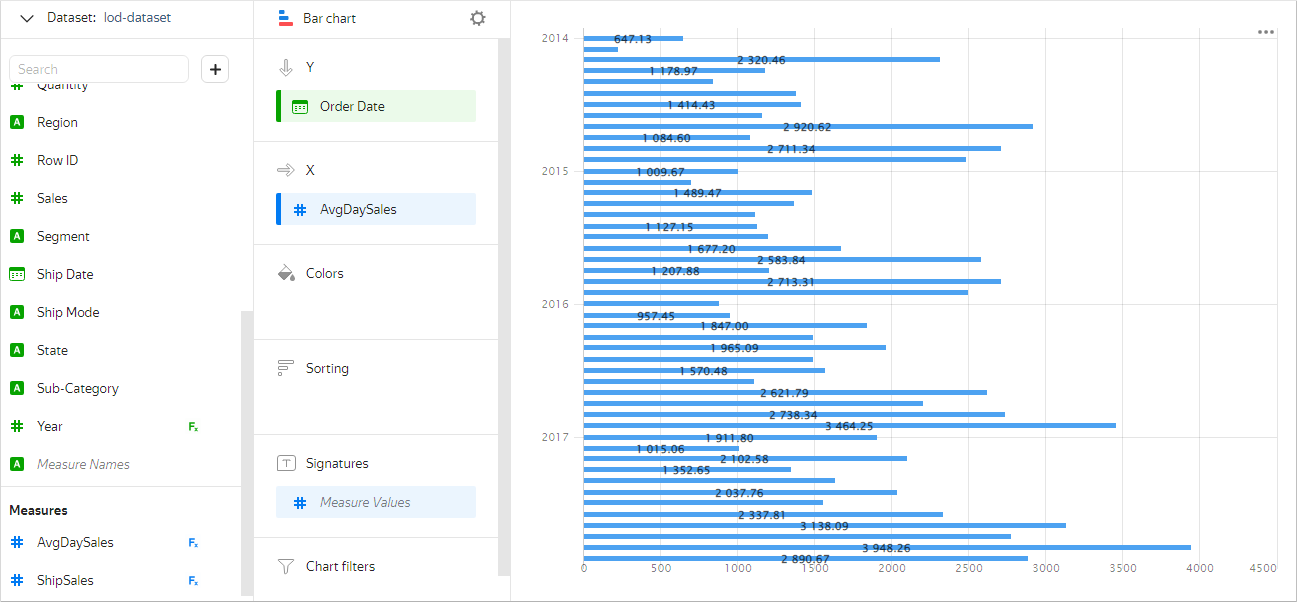 Dataset: lod-dataset
Search
+
Quantity
A Region
Row ID
Sales
A Segment
Ship Date
A Ship Mode
A State
A Sub-Category
Year Fx
A Measure Names
Measures
AvgDaySales Fx
ShipSales Fx
Bar chart
Y
Order Date
X
AvgDaySales
Colors
Sorting
T Signatures
Measure Values
Chart filters
2014
647.13
2 320.46
1 178.97
1 414.43
2 920.62
1 084.60
2 711.34
2015
1 009.67
1 489.47
1 127.15
1 677.20
2 583.84
1 207.88
2 713.31
2016
957.45
1 847.00
1 965.09
1 570.48
2 621.79
2 738.34
3 464.25
2017
1 911.80
1 015.06
2 102.58
1 352.65
2 037.76
2 337.81
3 138.09
3 948.26
2 890.67
0 500 1000 1500 2000 2500 3000 3500 4000 4500